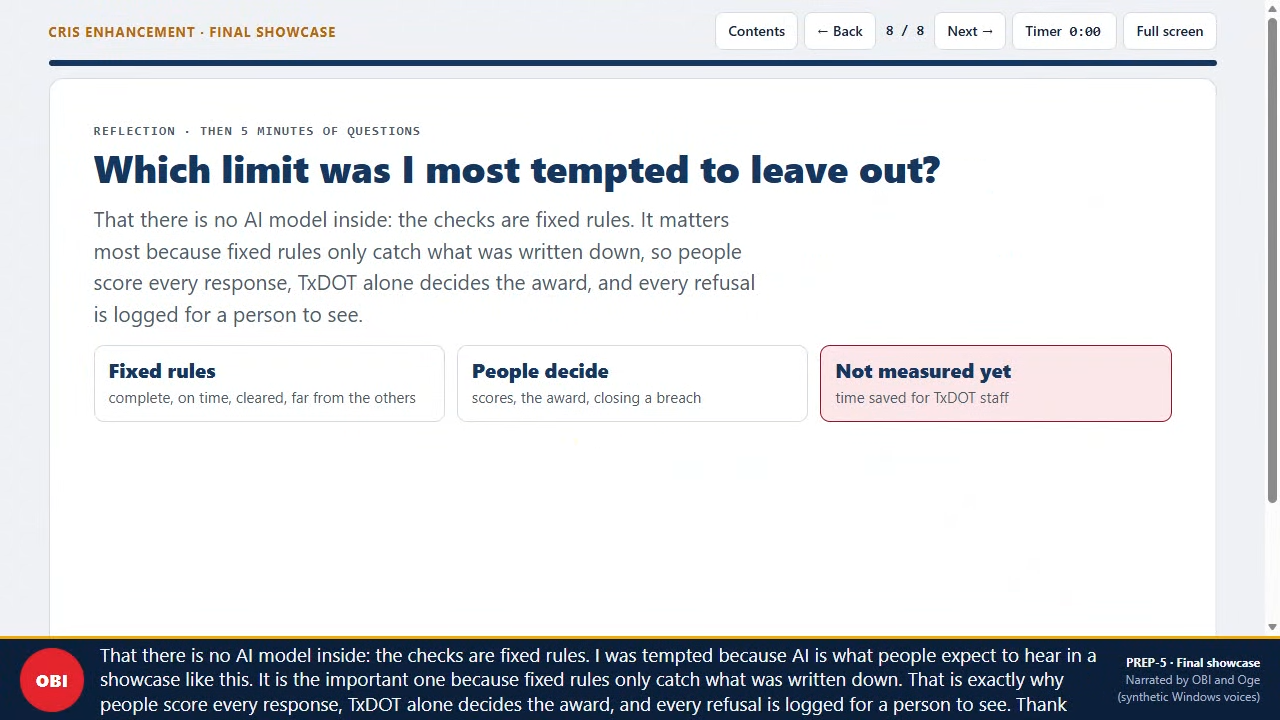 CRIS ENHANCEMENT · FINAL SHOWCASE
Contents
← Back
8 / 8
Next →
Timer 0:00
Full screen
REFLECTION · THEN 5 MINUTES OF QUESTIONS
Which limit was I most tempted to leave out?
That there is no AI model inside: the checks are fixed rules. It matters
most because fixed rules only catch what was written down, so people
score every response, TxDOT alone decides the award, and every refusal
is logged for a person to see.
Fixed rules
complete, on time, cleared, far from the others
People decide
scores, the award, closing a breach
Not measured yet
time saved for TxDOT staff
OBI
That there is no AI model inside: the checks are fixed rules. I was tempted because AI is what people expect to hear in a
showcase like this. It is the important one because fixed rules only catch what was written down. That is exactly why
people score every response, TxDOT alone decides the award, and every refusal is logged for a person to see. Thank
PREP-5 · Final showcase
Narrated by OBI and Oge
(synthetic Windows voices)